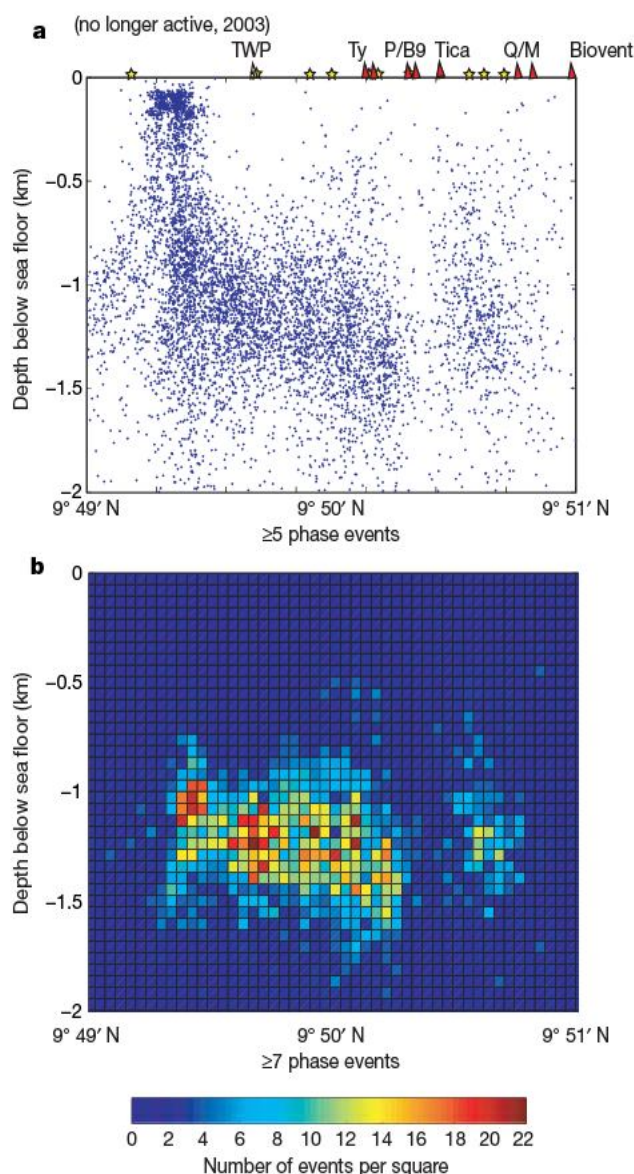 a (no longer active, 2003)
TWP Ty P/B9 Tica Q/M Biovent
0
−0.5
−1
−1.5
−2
Depth below sea floor (km)
9° 49′ N 9° 50′ N 9° 51′ N
≥5 phase events
b
0
−0.5
−1
−1.5
−2
Depth below sea floor (km)
9° 49′ N 9° 50′ N 9° 51′ N
≥7 phase events
0 2 4 6 8 10 12 14 16 18 20 22
Number of events per square